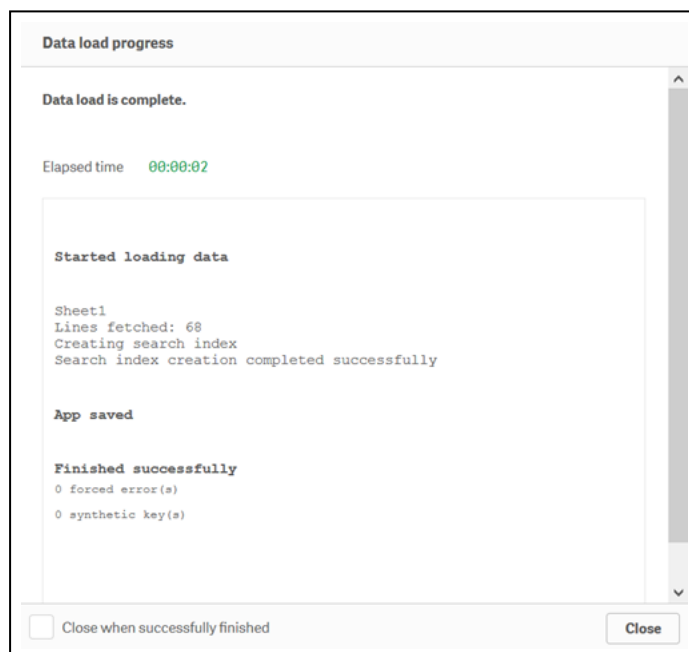 Data load progress
Data load is complete.
Elapsed time 00:00:02
Started loading data
Sheet1
Lines fetched: 68
Creating search index
Search index creation completed successfully
App saved
Finished successfully
0 forced error(s)
0 synthetic key(s)
Close when successfully finished
Close